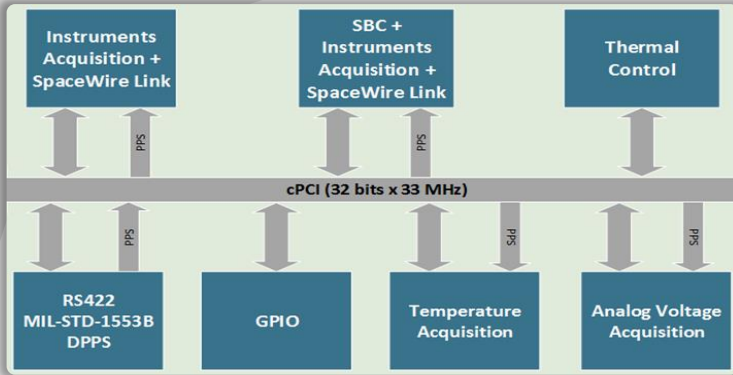 Instruments
Acquisition +
SpaceWire Link
SBC +
Instruments
Acquisition +
SpaceWire Link
Thermal
Control
PPS
PPS
cPCI (32 bits x 33 MHz)
PPS
PPS
PPS
RS422
MIL-STD-1553B
DPPS
GPIO
Temperature
Acquisition
Analog Voltage
Acquisition